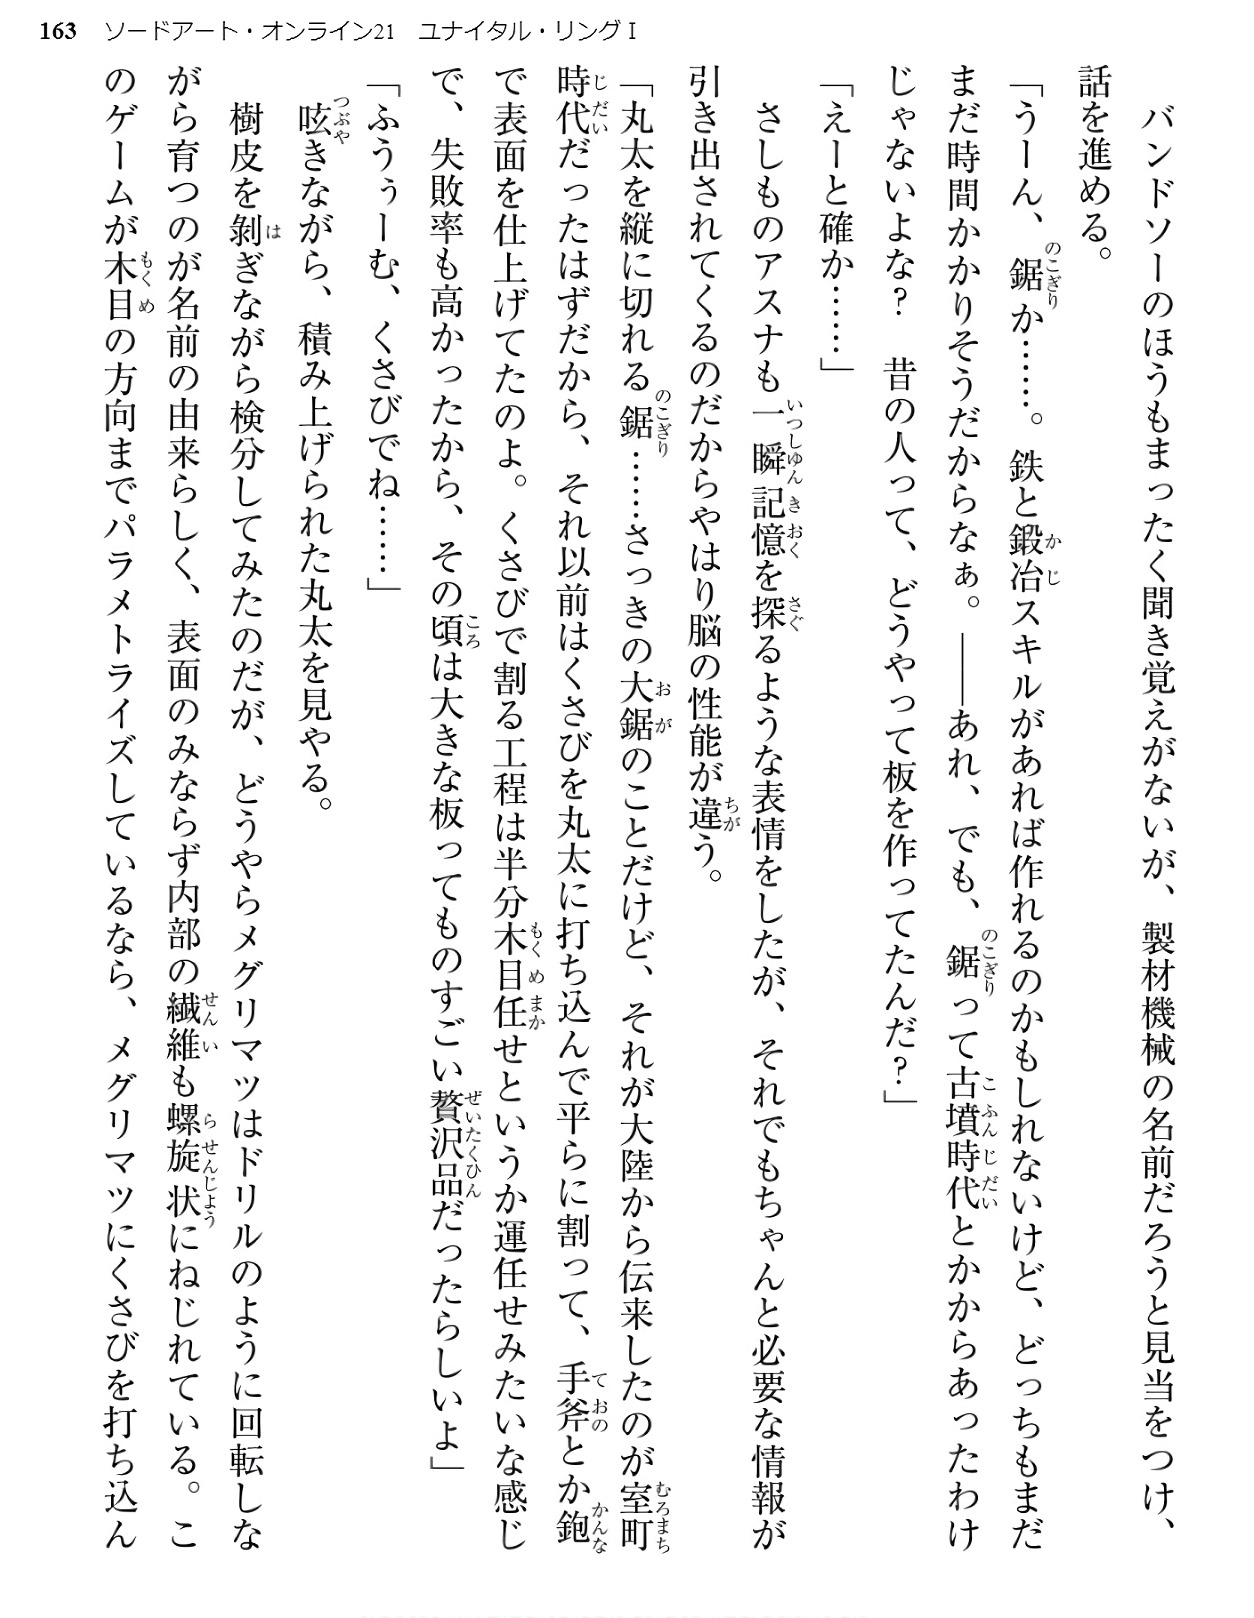 163　ソードアート・オンライン21　ユナイタル・リングⅠ
　バンドソーのほうもまったく聞き覚えがないが、製材機械の名前だろうと見当をつけ、
話を進める。
「うーん、鋸か……。鉄と鍛冶スキルがあれば作れるのかもしれないけど、どっちもまだ
まだ時間かかりそうだからなぁ。――あれ、でも、鋸って古墳時代とかからあったわけ
じゃないよな？　昔の人って、どうやって板を作ってたんだ？」
「えーと確か……」
　さしものアスナも一瞬記憶を探るような表情をしたが、それでもちゃんと必要な情報が
引き出されてくるのだからやはり脳の性能が違う。
「丸太を縦に切れる鋸……さっきの大鋸のことだけど、それが大陸から伝来したのが室町
時代だったはずだから、それ以前はくさびを丸太に打ち込んで平らに割って、手斧とか鉋
で表面を仕上げてたのよ。くさびで割る工程は半分木目任せというか運任せみたいな感じ
で、失敗率も高かったから、その頃は大きな板ってものすごい贅沢品だったらしいよ」
「ふうぅーむ、くさびでね……」
　呟きながら、積み上げられた丸太を見やる。
　樹皮を剝ぎながら検分してみたのだが、どうやらメグリマツはドリルのように回転しな
がら育つのが名前の由来らしく、表面のみならず内部の繊維も螺旋状にねじれている。こ
のゲームが木目の方向までパラメトライズしているなら、メグリマツにくさびを打ち込ん